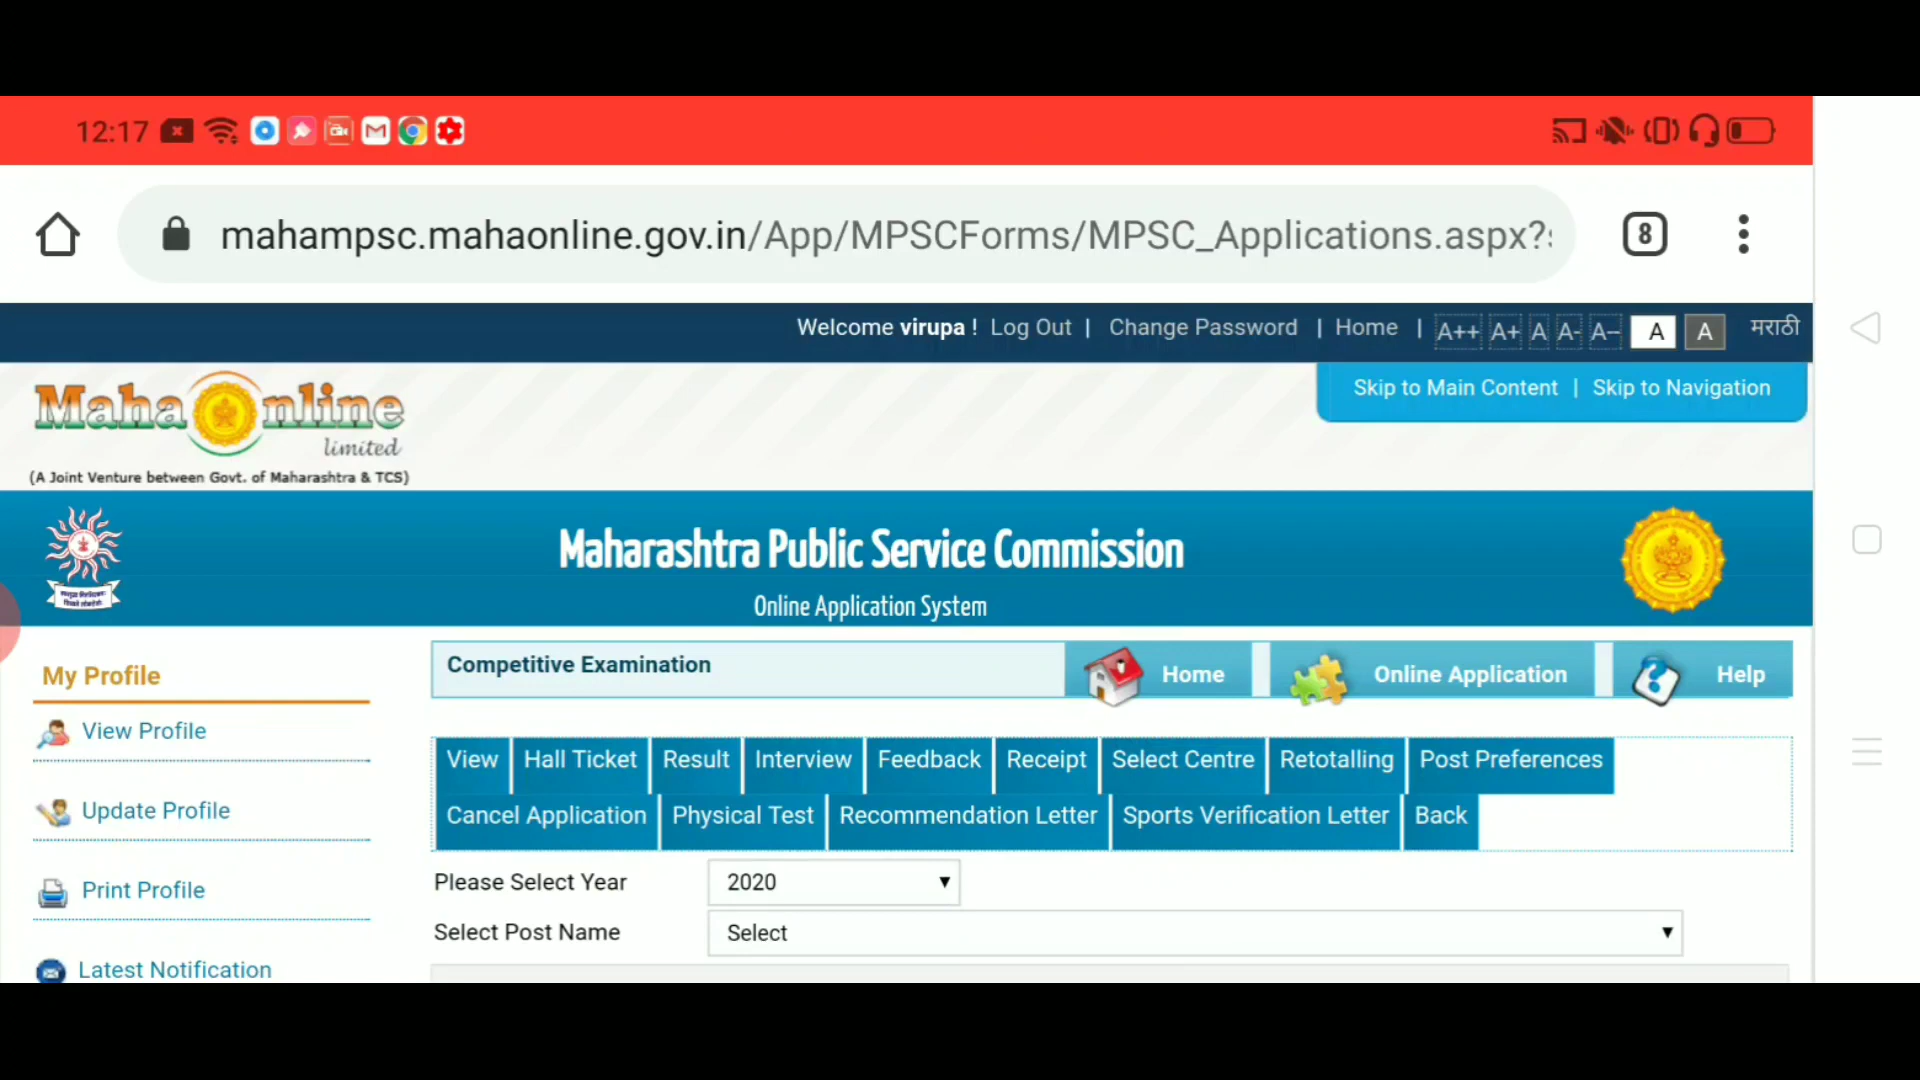 12:17
mahampsc.mahaonline.gov.in/App/MPSCForms/MPSC_Applications.aspx?
8
Welcome virupa ! Log Out | Change Password | Home | A++ A+ A A- A-- A A मराठी
Skip to Main Content | Skip to Navigation
MahaOnline
limited
(A Joint Venture between Govt. of Maharashtra & TCS)
Maharashtra Public Service Commission
Online Application System
My Profile
View Profile
Update Profile
Print Profile
Latest Notification
Competitive Examination
Home
Online Application
Help
View Hall Ticket Result Interview Feedback Receipt Select Centre Retotalling Post Preferences
Cancel Application Physical Test Recommendation Letter Sports Verification Letter Back
Please Select Year 2020
Select Post Name Select